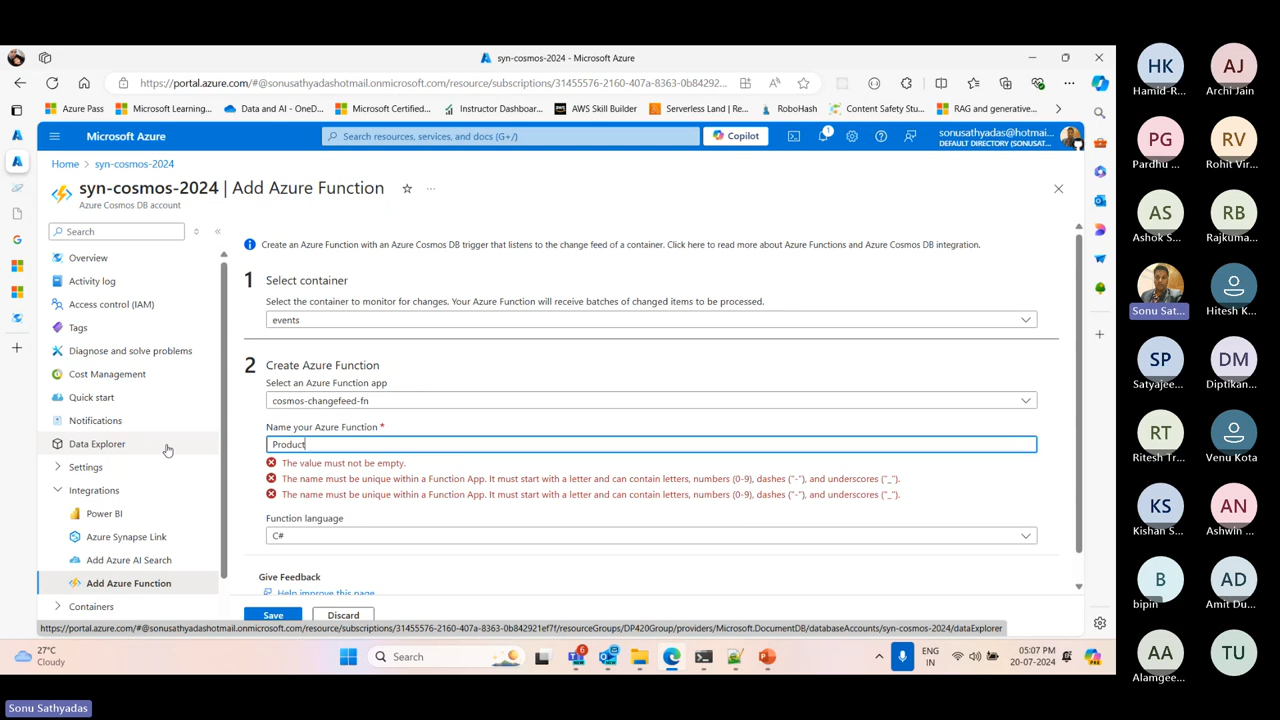 syn-cosmos-2024 - Microsoft Azure
https://portal.azure.com/#@sonusathyadashotmail.onmicrosoft.com/resource/subscriptions/31455576-2160-407a-8363-0b842921...
Azure Pass
Microsoft Learning...
Data and AI - OneD...
Microsoft Certified...
Instructor Dashboar...
AWS Skill Builder
Serverless Land | Re...
RoboHash
Content Safety Stu...
RAG and generative...
Microsoft Azure
Search resources, services, and docs (G+/)
Copilot
1
sonusathyadas@hotmai...
DEFAULT DIRECTORY (SONUSATH...
Home > syn-cosmos-2024
syn-cosmos-2024 | Add Azure Function
Azure Cosmos DB account
Search
Overview
Activity log
Access control (IAM)
Tags
Diagnose and solve problems
Cost Management
Quick start
Notifications
Data Explorer
Settings
Integrations
Power BI
Azure Synapse Link
Add Azure AI Search
Add Azure Function
Containers
Create an Azure Function with an Azure Cosmos DB trigger that listens to the change feed of a container. Click here to read more about Azure Functions and Azure Cosmos DB integration.
1 Select container
Select the container to monitor for changes. Your Azure Function will receive batches of changed items to be processed.
events
2 Create Azure Function
Select an Azure Function app
cosmos-changefeed-fn
Name your Azure Function *
Product
The value must not be empty.
The name must be unique within a Function App. It must start with a letter and can contain letters, numbers (0-9), dashes ("-"), and underscores ("_").
The name must be unique within a Function App. It must start with a letter and can contain letters, numbers (0-9), dashes ("-"), and underscores ("_").
Function language
C#
Give Feedback
Help improve this page
Save
Discard
https://portal.azure.com/#@sonusathyadashotmail.onmicrosoft.com/resource/subscriptions/31455576-2160-407a-8363-0b842921ef7f/resourceGroups/DP420Group/providers/Microsoft.DocumentDB/databaseAccounts/syn-cosmos-2024/dataExplorer
27°C
Cloudy
Search
6
ENG
IN
05:07 PM
20-07-2024
HK
Hamid-R...
AJ
Archi Jain
PG
Pardhu ...
RV
Rohit Vir...
AS
Ashok S...
RB
Rajkuma...
Sonu Sat...
Hitesh K...
SP
Satyajee...
DM
Diptikan...
RT
Ritesh Tr...
Venu Kota
KS
Kishan S...
AN
Ashwin ...
B
bipin
AD
Amit Du...
AA
Alamgee...
TU
Sonu Sathyadas